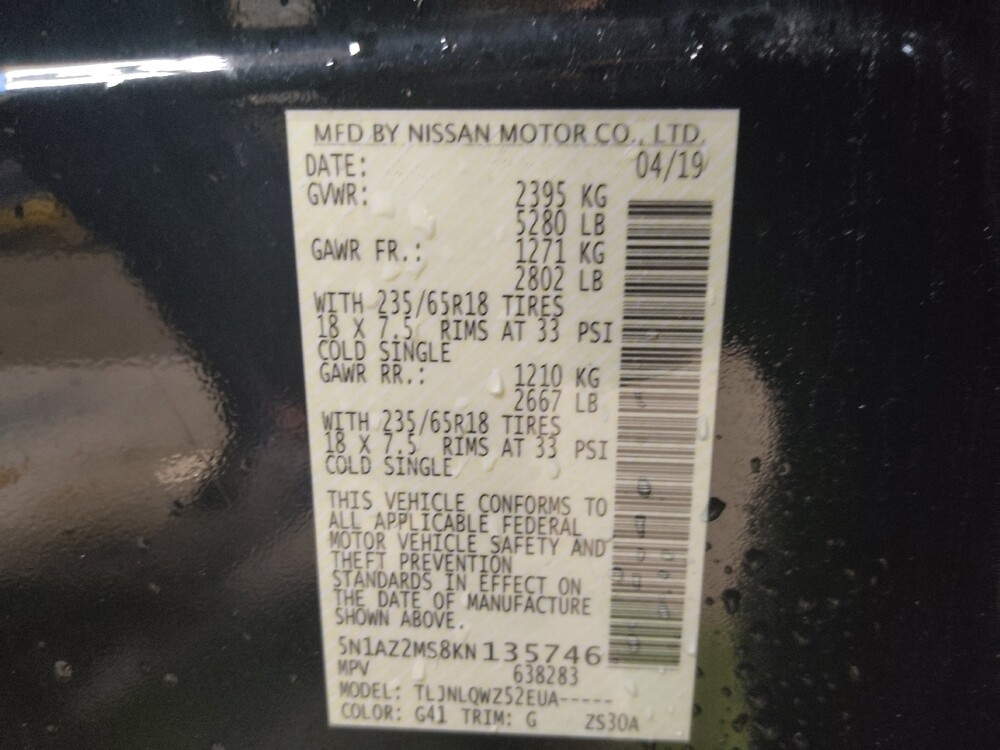 MFD BY NISSAN MOTOR CO., LTD.
DATE: 04/19
GVWR: 2395 KG
5280 LB
GAWR FR.: 1271 KG
2802 LB
WITH 235/65R18 TIRES
18 X 7.5 RIMS AT 33 PSI
COLD SINGLE
GAWR RR.: 1210 KG
2667 LB
WITH 235/65R18 TIRES
18 X 7.5 RIMS AT 33 PSI
COLD SINGLE
THIS VEHICLE CONFORMS TO
ALL APPLICABLE FEDERAL
MOTOR VEHICLE SAFETY AND
THEFT PREVENTION
STANDARDS IN EFFECT ON
THE DATE OF MANUFACTURE
SHOWN ABOVE.
5N1AZ2MS8KN135746
MPV 638283
MODEL: TLJNLQWZ52EUA-----
COLOR: G41 TRIM: G ZS30A